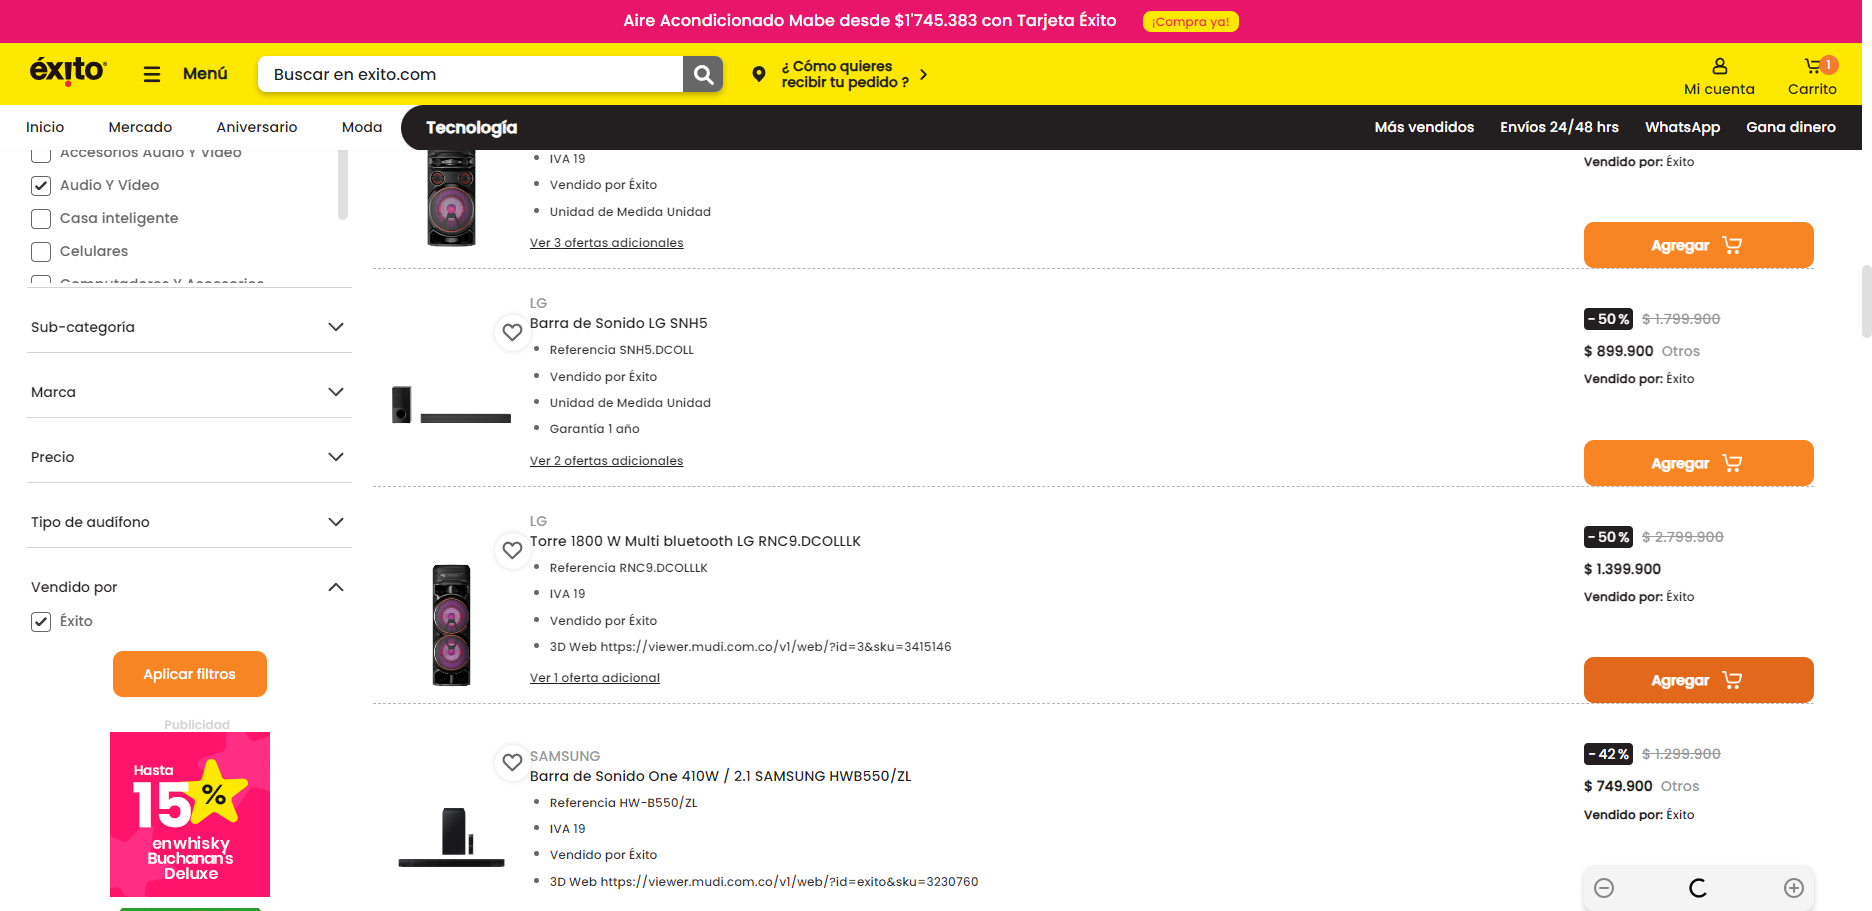 Aire Acondicionado Mabe desde $1'745.383 con Tarjeta Éxito ¡Compra ya!
éxito
Menú
Buscar en exito.com
¿ Cómo quieres
recibir tu pedido ?
Mi cuenta
1
Carrito
Inicio Mercado Aniversario Moda Tecnología Más vendidos Envíos 24/48 hrs WhatsApp Gana dinero
Accesorios Audio Y Video
Audio Y Vídeo
Casa inteligente
Celulares
Computadores Y Accesorios
Sub-categoría
Marca
Precio
Tipo de audífono
Vendido por
Éxito
Aplicar filtros
Publicidad
Hasta
15%
en whisky
Buchanan's
Deluxe
IVA 19
Vendido por Éxito
Unidad de Medida Unidad
Ver 3 ofertas adicionales
Vendido por: Éxito
Agregar
LG
Barra de Sonido LG SNH5
Referencia SNH5.DCOLL
Vendido por Éxito
Unidad de Medida Unidad
Garantía 1 año
Ver 2 ofertas adicionales
- 50 % $ 1.799.900
$ 899.900 Otros
Vendido por: Éxito
Agregar
LG
Torre 1800 W Multi bluetooth LG RNC9.DCOLLLK
Referencia RNC9.DCOLLLK
IVA 19
Vendido por Éxito
3D Web https://viewer.mudi.com.co/v1/web/?id=3&sku=3415146
Ver 1 oferta adicional
- 50 % $ 2.799.900
$ 1.399.900
Vendido por: Éxito
Agregar
SAMSUNG
Barra de Sonido One 410W / 2.1 SAMSUNG HWB550/ZL
Referencia HW-B550/ZL
IVA 19
Vendido por Éxito
3D Web https://viewer.mudi.com.co/v1/web/?id=exito&sku=3230760
- 42 % $ 1.299.900
$ 749.900 Otros
Vendido por: Éxito